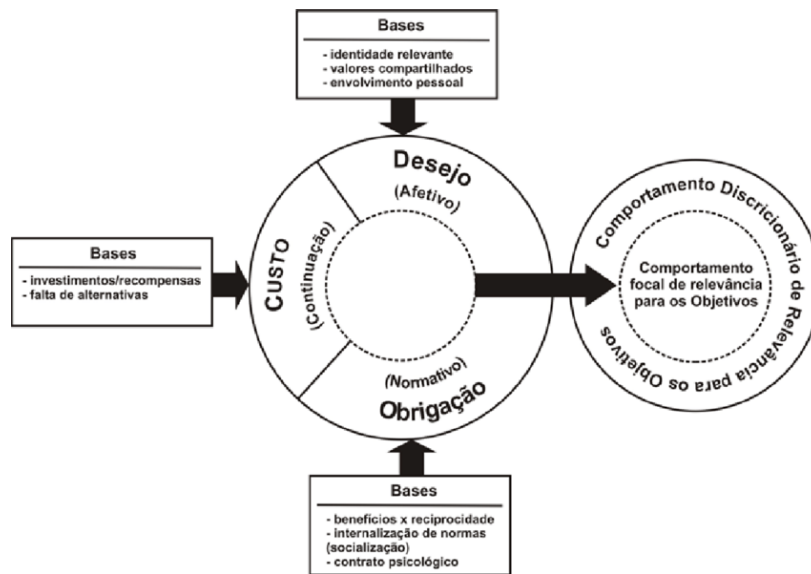 Bases
- identidade relevante
- valores compartilhados
- envolvimento pessoal
Desejo
(Afetivo)
Bases
- investimentos/recompensas
- falta de alternativas
CUSTO
(Continuação)
Comportamento Discricionário de Relevância para os Objetivos
Comportamento
focal de relevância
para os Objetivos
(Normativo)
Obrigação
Bases
- benefícios x reciprocidade
- internalização de normas
(socialização)
- contrato psicológico